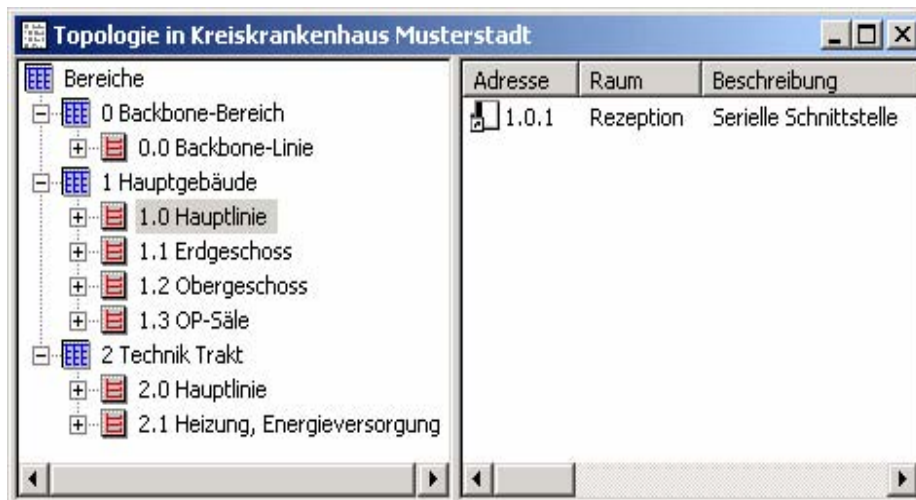 Topologie in Kreiskrankenhaus Musterstadt
Bereiche
0 Backbone-Bereich
0.0 Backbone-Linie
1 Hauptgebäude
1.0 Hauptlinie
1.1 Erdgeschoss
1.2 Obergeschoss
1.3 OP-Säle
2 Technik Trakt
2.0 Hauptlinie
2.1 Heizung, Energieversorgung
Adresse Raum Beschreibung
1.0.1 Rezeption Serielle Schnittstelle